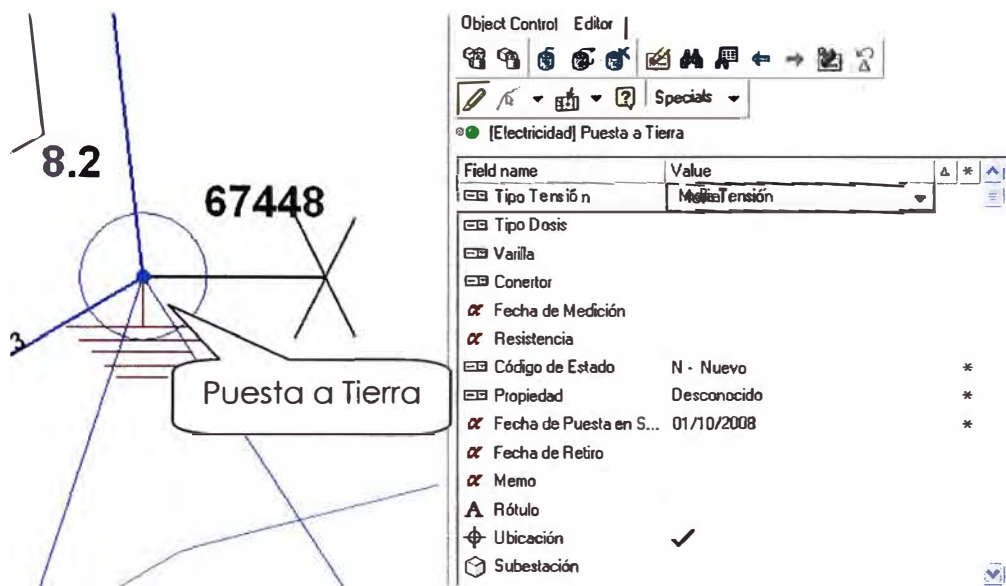 8.2
67448
3
Puesta a Tierra
Object Control Editor
Specials
[Electricidad] Puesta a Tierra
Field name Value
Tipo Tensión Tensión
Tipo Dosis
Varilla
Conertor
Fecha de Medición
Resistencia
Código de Estado N - Nuevo *
Propiedad Desconocido *
Fecha de Puesta en S... 01/10/2008 *
Fecha de Retiro
Memo
Rótulo
Ubicación
Subestación